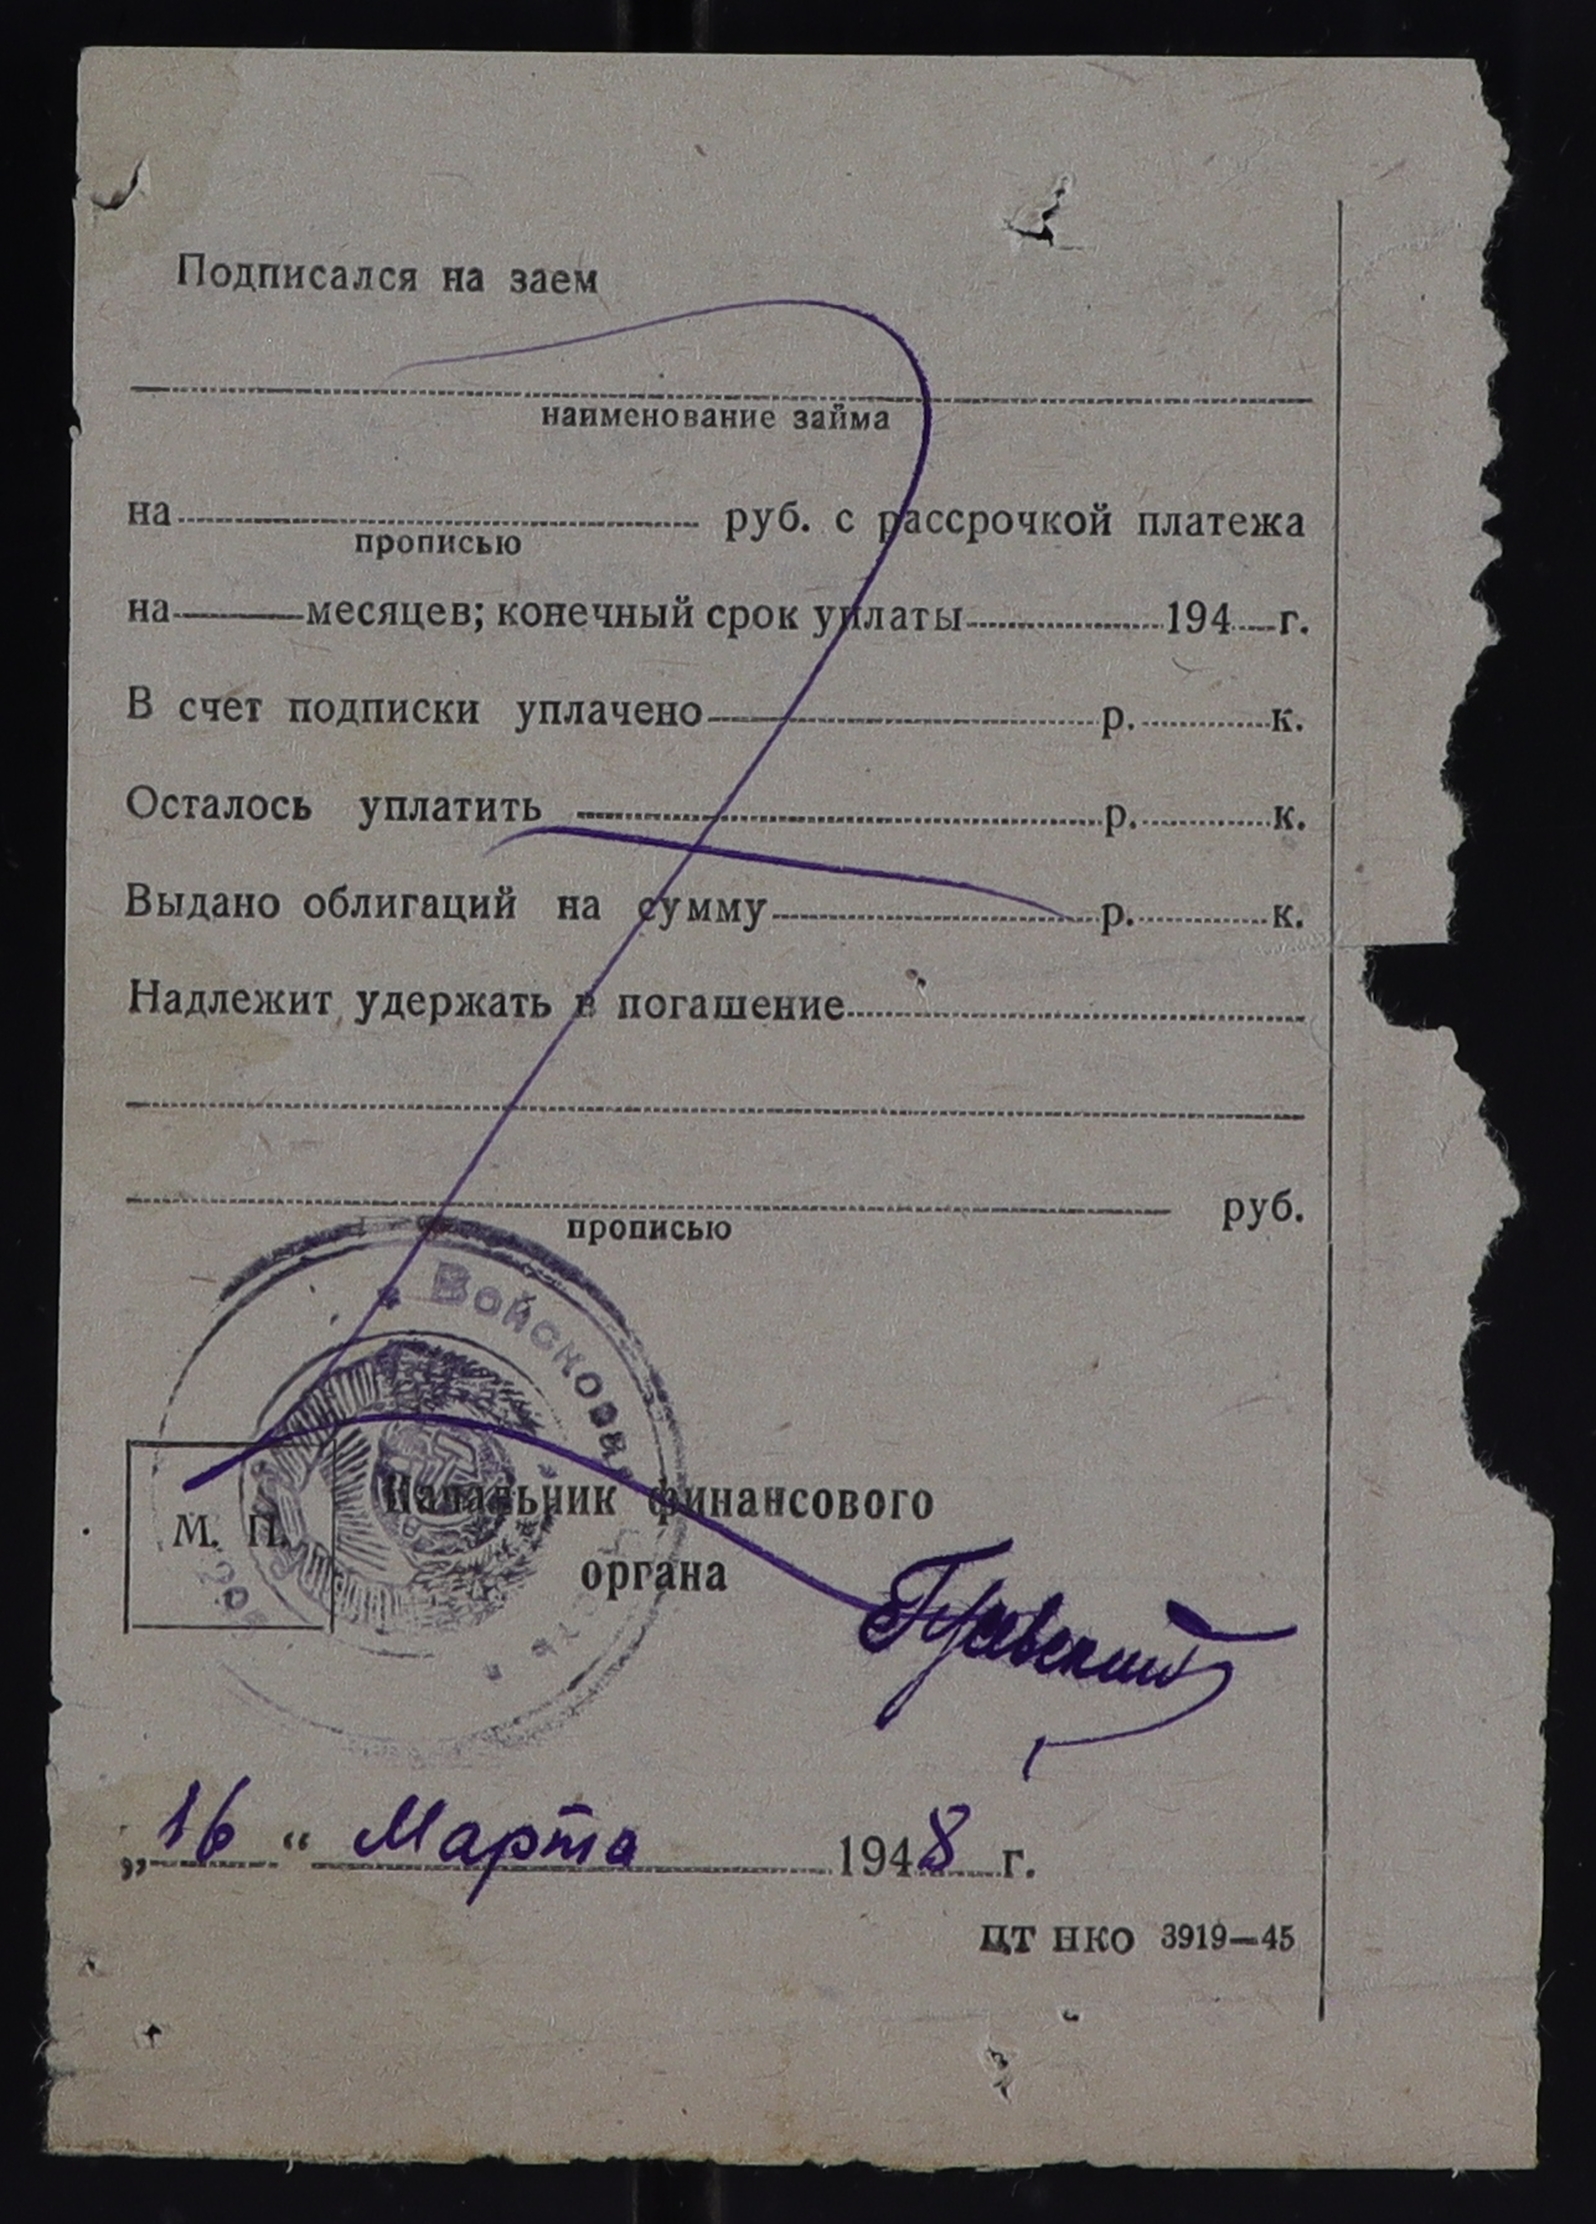 Подписался на заем
наименование займа
на руб. с рассрочкой платежа
прописью
на месяцев; конечный срок уплаты 194 г.
В счет подписки уплачено р. к.
Осталось уплатить р. к.
Выдано облигаций на сумму р. к.
Надлежит удержать в погашение
руб.
прописью
Войсковая
М. П.
Начальник финансового
органа
„16“ Марта 1948 г.
ЦТ НКО 3919—45